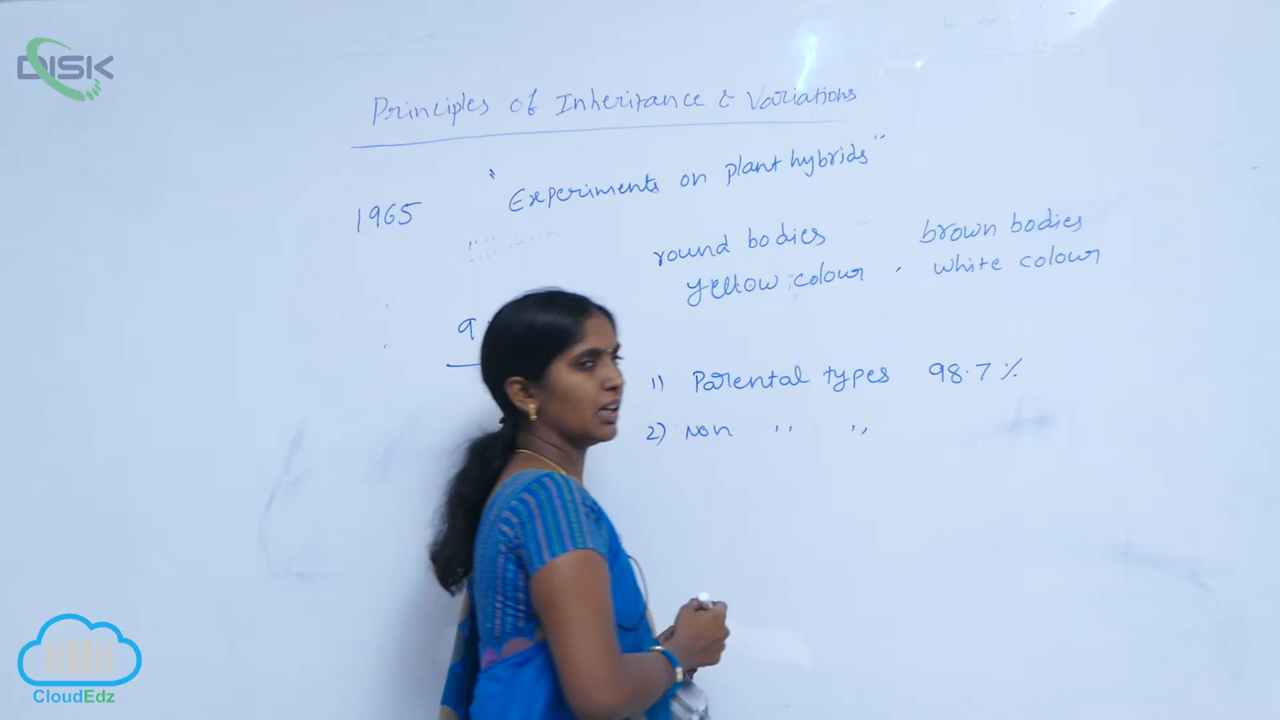 DISK
Principles of Inheritance & Variations
1965 "Experiments on plant hybrids"
round bodies brown bodies
yellow colour , white colour
9
1) Parental types 98.7%
2) Non ,, ,,
CloudEdz